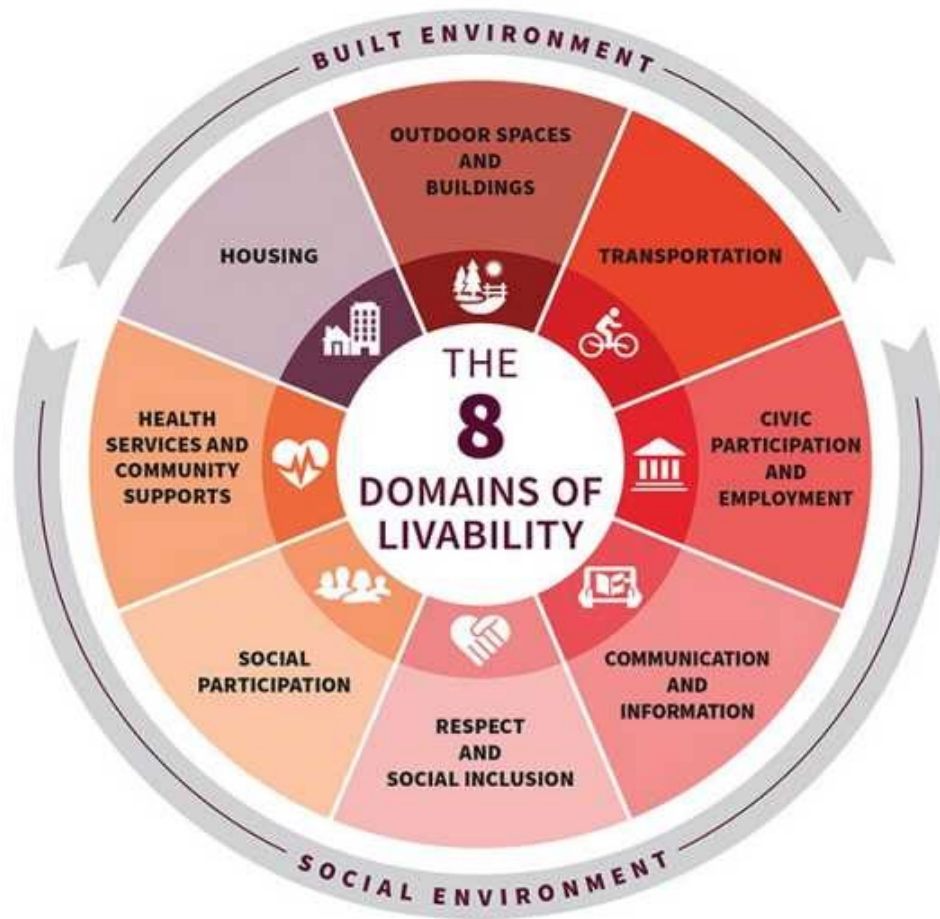 BUILT ENVIRONMENT
OUTDOOR SPACES
AND
BUILDINGS
HOUSING
TRANSPORTATION
THE
8
DOMAINS OF
LIVABILITY
HEALTH
SERVICES AND
COMMUNITY
SUPPORTS
CIVIC
PARTICIPATION
AND
EMPLOYMENT
SOCIAL
PARTICIPATION
COMMUNICATION
AND
INFORMATION
RESPECT
AND
SOCIAL INCLUSION
SOCIAL ENVIRONMENT